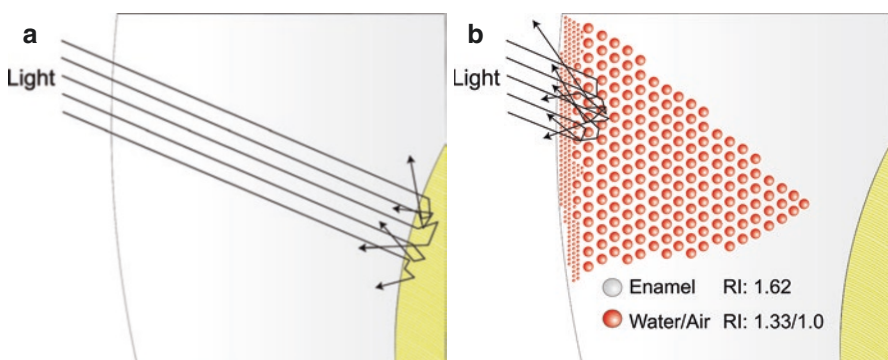 a
Light
b
Light
Enamel RI: 1.62
Water/Air RI: 1.33/1.0